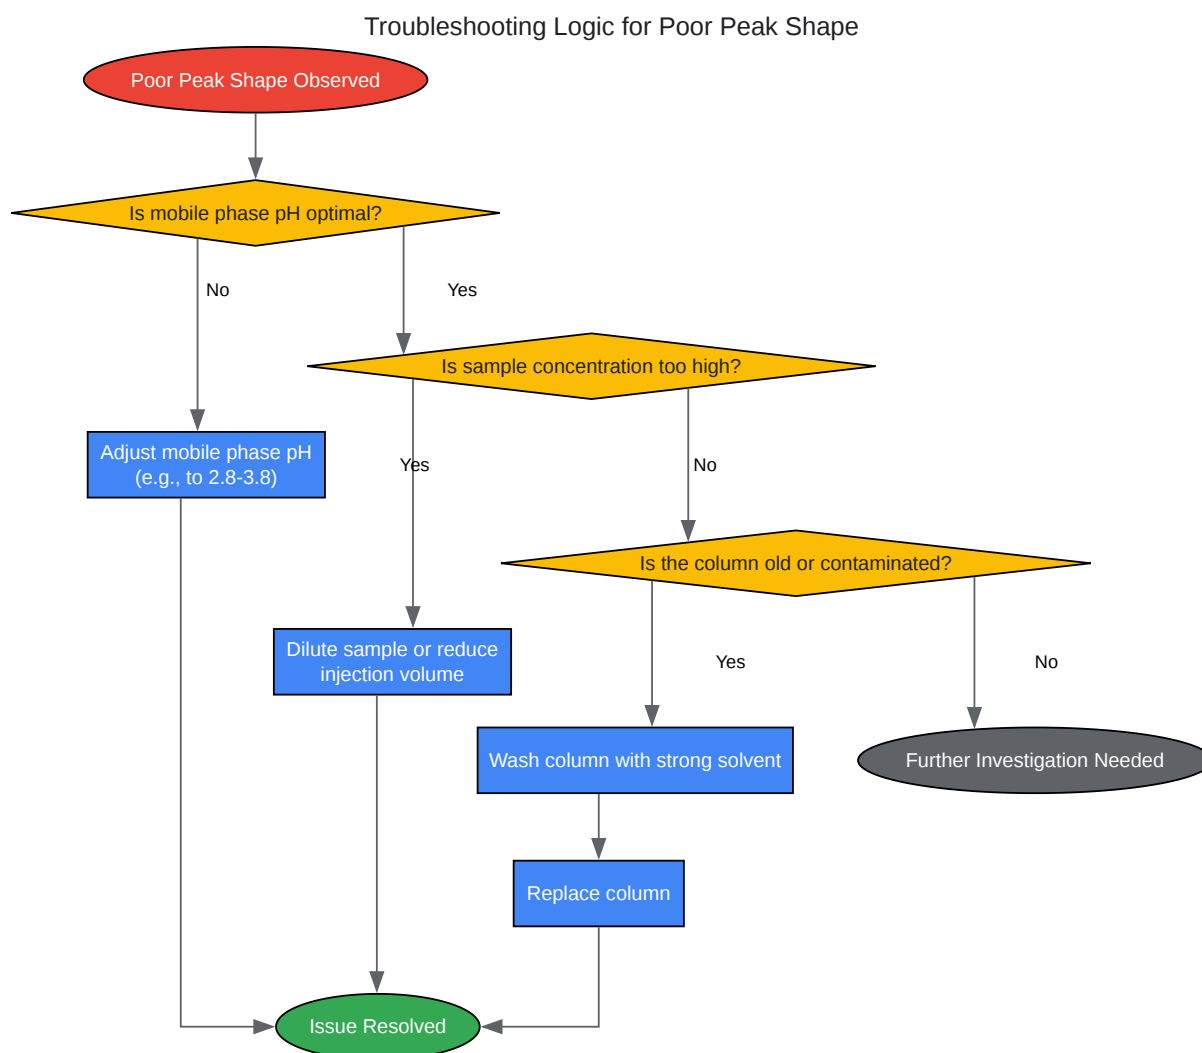 Troubleshooting Logic for Poor Peak Shape
Poor Peak Shape Observed
Is mobile phase pH optimal?
No
Yes
Is sample concentration too high?
Adjust mobile phase pH
(e.g., to 2.8-3.8)
Yes
No
Is the column old or contaminated?
Dilute sample or reduce
injection volume
Yes
No
Wash column with strong solvent
Further Investigation Needed
Replace column
Issue Resolved